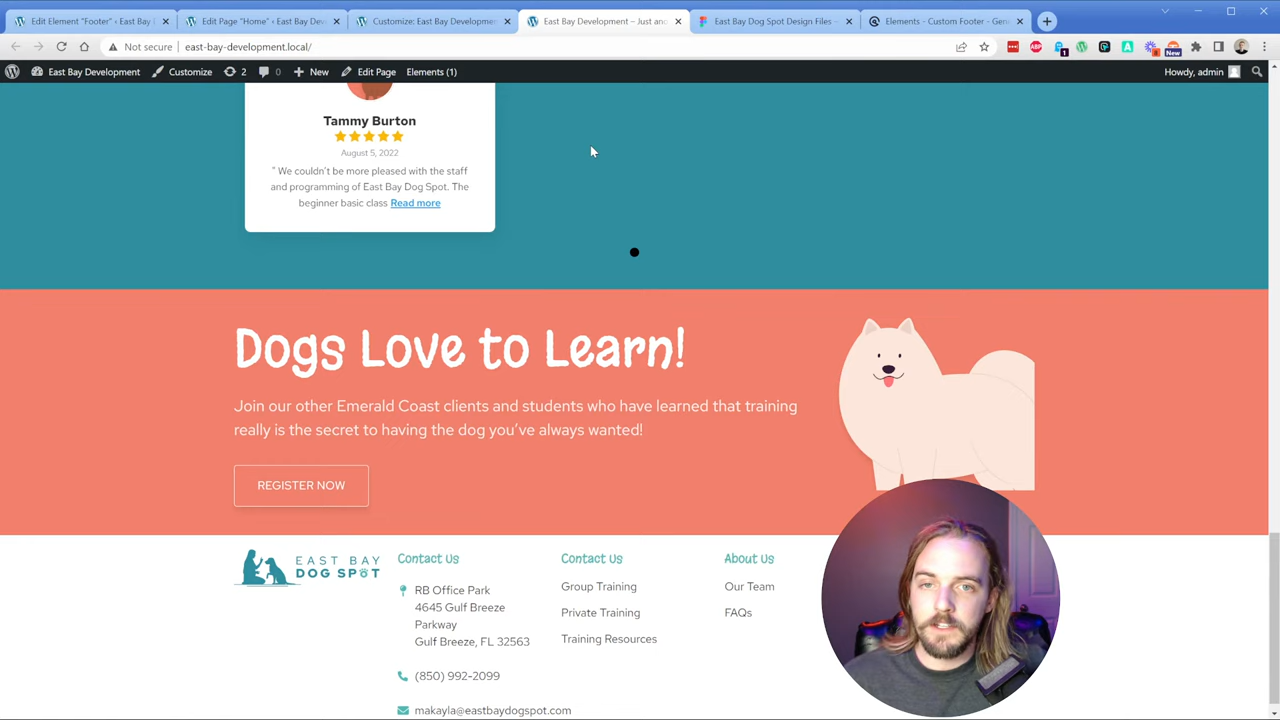 Edit Element "Footer" ‹ East Bay I
Edit Page "Home" ‹ East Bay Dev
Customize: East Bay Developmen
East Bay Development – Just ano
East Bay Dog Spot Design Files –
Elements - Custom Footer - Gene
Not secure
east-bay-development.local/
ABP
New
East Bay Development
Customize
2
0
New
Edit Page
Elements (1)
Howdy, admin
Tammy Burton
August 5, 2022
" We couldn't be more pleased with the staff
and programming of East Bay Dog Spot. The
beginner basic class Read more
Dogs Love to Learn!
Join our other Emerald Coast clients and students who have learned that training
really is the secret to having the dog you've always wanted!
REGISTER NOW
EAST BAY
DOG SPOT
Contact Us
RB Office Park
4645 Gulf Breeze
Parkway
Gulf Breeze, FL 32563
(850) 992-2099
makayla@eastbaydogspot.com
Contact Us
Group Training
Private Training
Training Resources
About Us
Our Team
FAQs